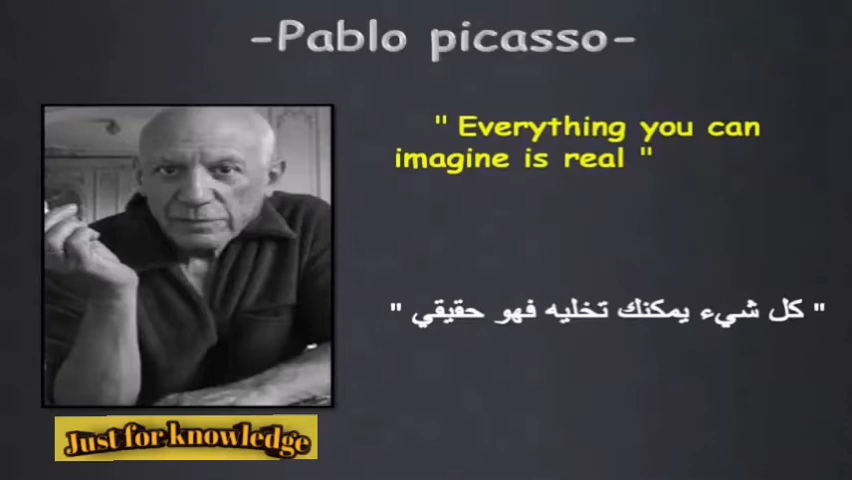 -Pablo picasso-
" Everything you can
imagine is real "
" كل شيء يمكنك تخليه فهو حقيقي "
Just for knowledge